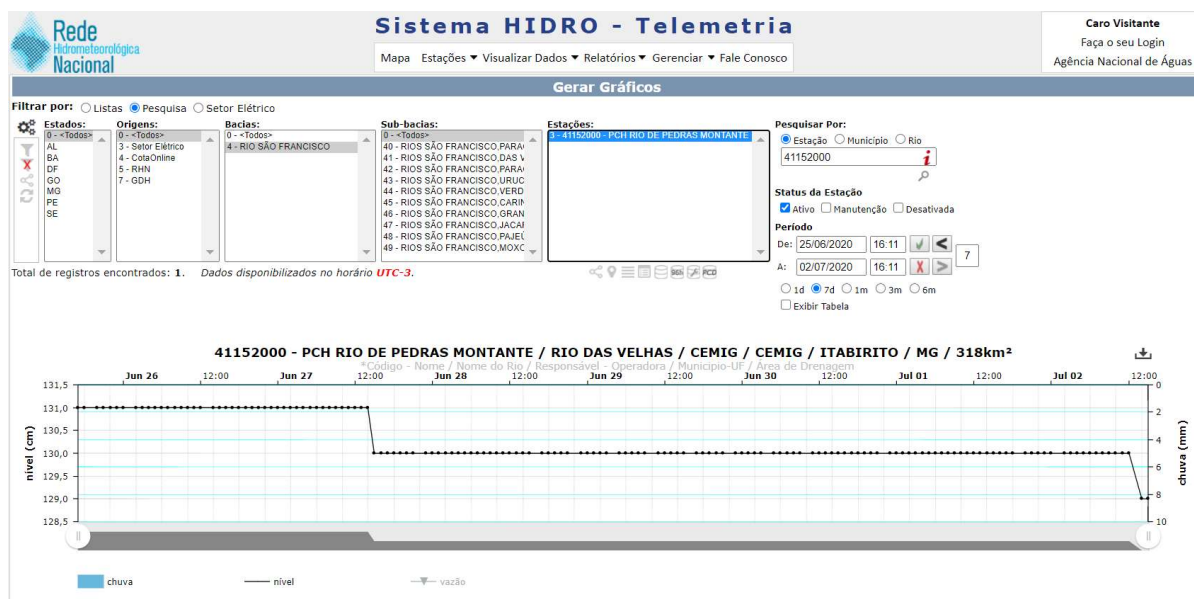 Rede
Hidrometeorológica
Nacional
Sistema HIDRO - Telemetria
Mapa Estações ▼ Visualizar Dados ▼ Relatórios ▼ Gerenciar ▼ Fale Conosco
Caro Visitante
Faça o seu Login
Agência Nacional de Águas
Gerar Gráficos
Filtrar por: Listas Pesquisa Setor Elétrico
Estados:
0 - <Todos>
AL
BA
DF
GO
MG
PE
SE
Origens:
0 - <Todos>
3 - Setor Elétrico
4 - CotaOnline
5 - RHN
7 - GDH
Bacias:
0 - <Todos>
4 - RIO SÃO FRANCISCO
Sub-bacias:
0 - <Todos>
40 - RIOS SÃO FRANCISCO,PARA
41 - RIOS SÃO FRANCISCO,DAS V
42 - RIOS SÃO FRANCISCO,PARA
43 - RIOS SÃO FRANCISCO,URUC
44 - RIOS SÃO FRANCISCO,VERD
45 - RIOS SÃO FRANCISCO,CARIN
46 - RIOS SÃO FRANCISCO,GRAN
47 - RIOS SÃO FRANCISCO,JACAR
48 - RIOS SÃO FRANCISCO,PAJEÚ
49 - RIOS SÃO FRANCISCO,MOXO
Estações:
3 - 41152000 - PCH RIO DE PEDRAS MONTANTE
Pesquisar Por:
Estação Município Rio
41152000
i
Status da Estação
Ativo Manutenção Desativada
Período
De: 25/06/2020 16:11 <
7
A: 02/07/2020 16:11 X >
1d 7d 1m 3m 6m
Exibir Tabela
Total de registros encontrados: 1. Dados disponibilizados no horário UTC-3.
96h PCD
41152000 - PCH RIO DE PEDRAS MONTANTE / RIO DAS VELHAS / CEMIG / CEMIG / ITABIRITO / MG / 318km²
*Código - Nome / Nome do Rio / Responsável - Operadora / Municipio-UF / Área de Drenagem
Jun 26 12:00 Jun 27 12:00 Jun 28 12:00 Jun 29 12:00 Jun 30 12:00 Jul 01 12:00 Jul 02 12:00
131,5
131,0
130,5
130,0
129,5
129,0
128,5
nível (cm)
0
2
4
6
8
10
chuva (mm)
chuva nível vazão